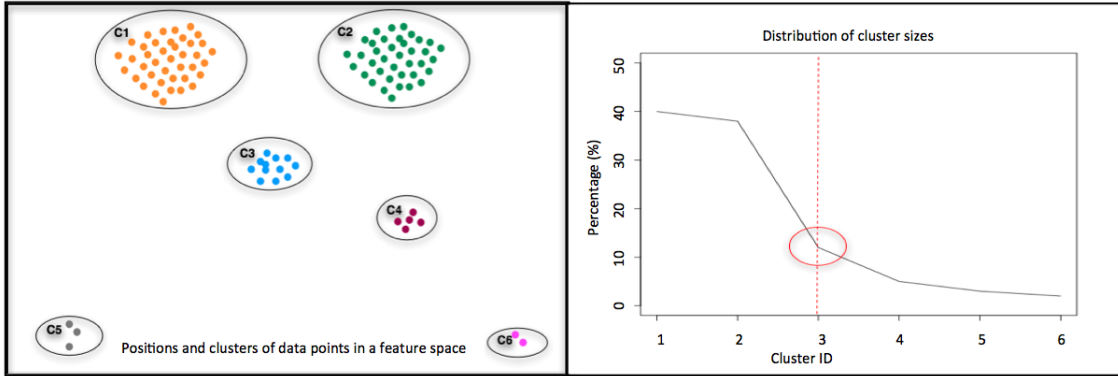 C1
C2
C3
C4
C5
C6
Positions and clusters of data points in a feature space
Distribution of cluster sizes
Percentage (%)
50
40
30
20
10
0
1 2 3 4 5 6
Cluster ID